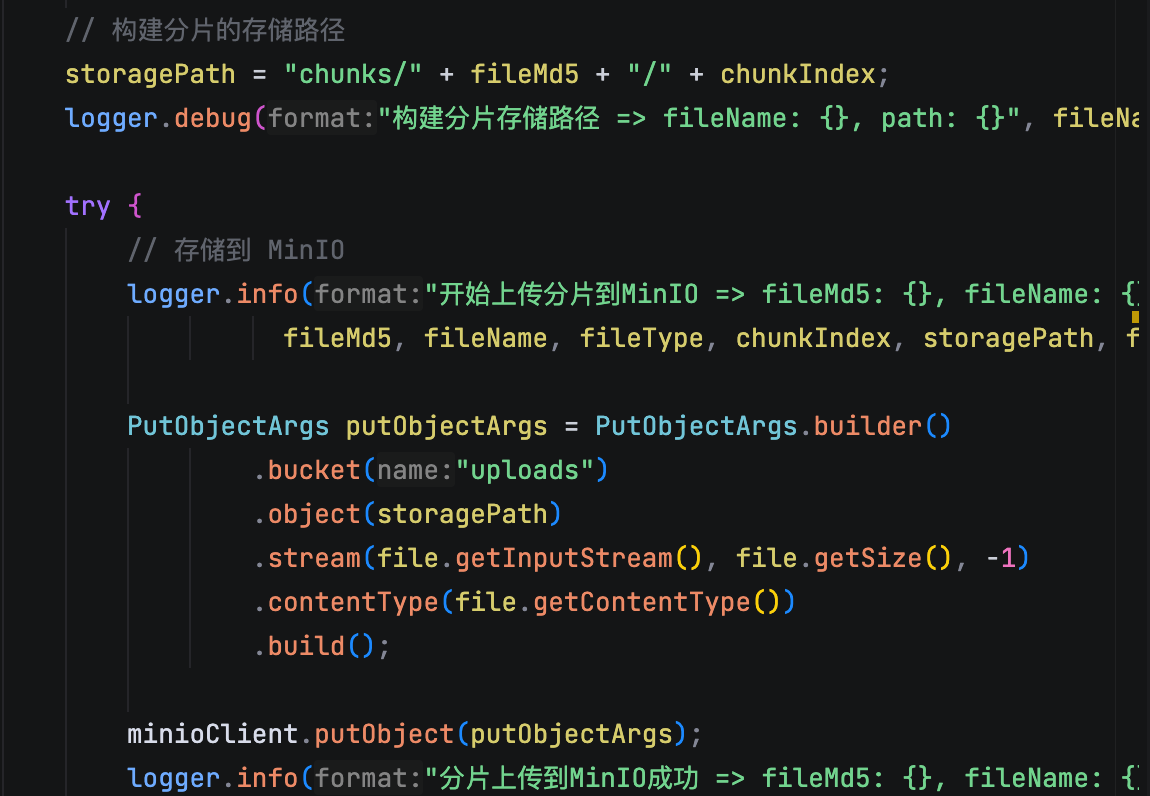 // 构建分片的存储路径
storagePath = "chunks/" + fileMd5 + "/" + chunkIndex;
logger.debug(format:"构建分片存储路径 => fileName: {}, path: {}", fileNa
try {
// 存储到 MinIO
logger.info(format:"开始上传分片到MinIO => fileMd5: {}, fileName: {
fileMd5, fileName, fileType, chunkIndex, storagePath, f
PutObjectArgs putObjectArgs = PutObjectArgs.builder()
.bucket(name:"uploads")
.object(storagePath)
.stream(file.getInputStream(), file.getSize(), -1)
.contentType(file.getContentType())
.build();
minioClient.putObject(putObjectArgs);
logger.info(format:"分片上传到MinIO成功 => fileMd5: {}, fileName: {